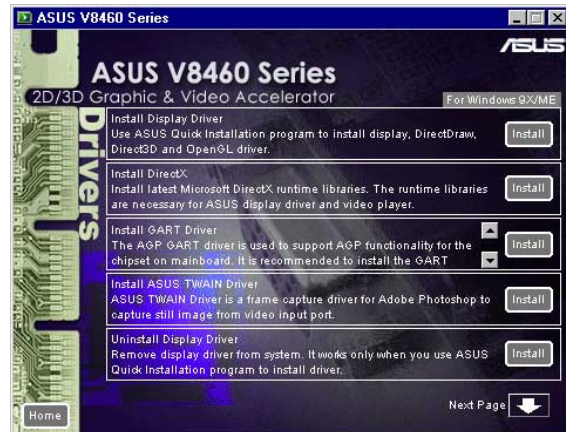 ASUS V8460 Series
ASUS
ASUS V8460 Series
2D/3D Graphic & Video Accelerator
For Windows 9X/ME
Drivers
Install Display Driver
Use ASUS Quick Installation program to install display, DirectDraw,
Direct3D and OpenGL driver.
Install
Install DirectX
Install latest Microsoft DirectX runtime libraries. The runtime libraries
are necessary for ASUS display driver and video player.
Install
Install GART Driver
The AGP GART driver is used to support AGP functionality for the
chipset on mainboard. It is recommended to install the GART
Install
Install ASUS TWAIN Driver
ASUS TWAIN Driver is a frame capture driver for Adobe Photoshop to
capture still image from video input port.
Install
Uninstall Display Driver
Remove display driver from system. It works only when you use ASUS
Quick Installation program to install driver.
Install
Next Page
Home